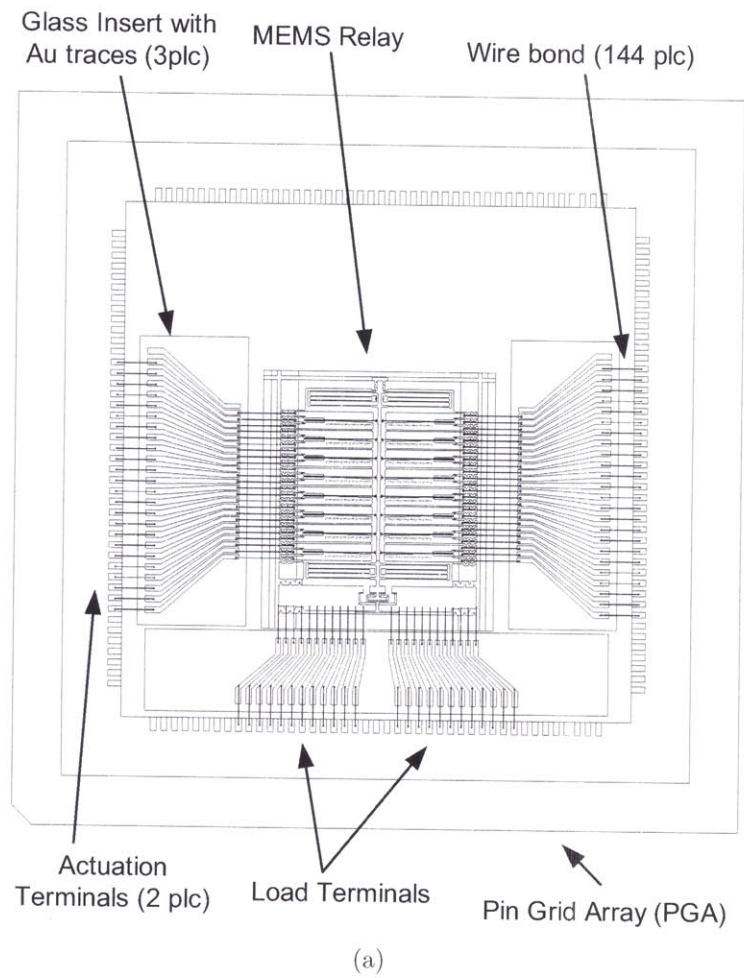 Glass Insert with
Au traces (3plc)
MEMS Relay
Wire bond (144 plc)
Actuation
Terminals (2 plc)
Load Terminals
Pin Grid Array (PGA)
(a)